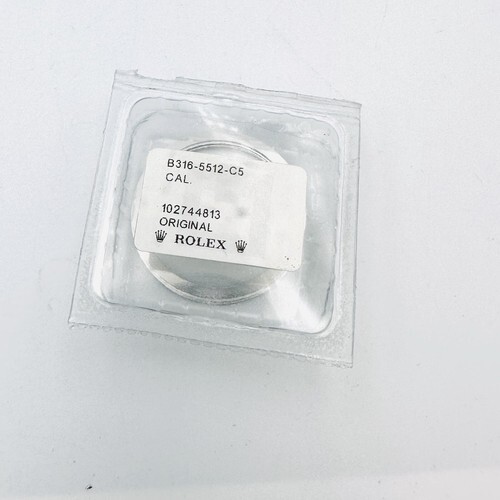 B316-5512-C5
CAL.
102744813
ORIGINAL
ROLEX